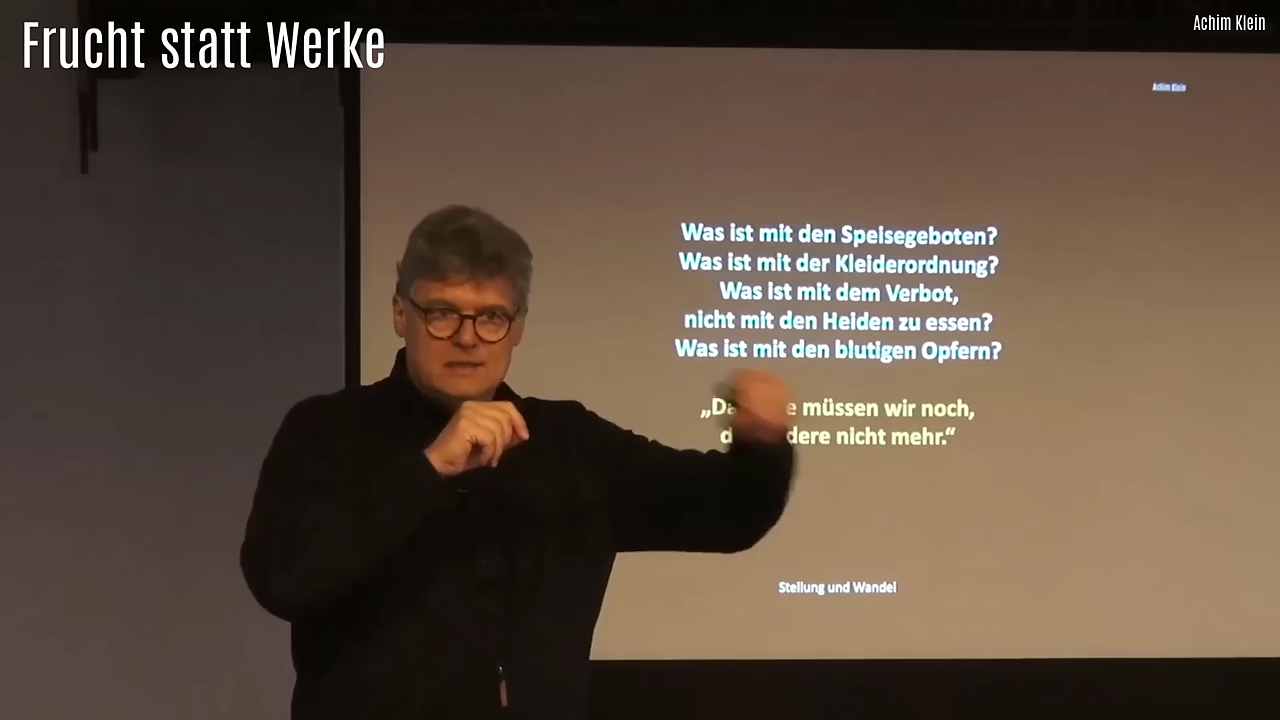 Frucht statt Werke
Achim Klein
Achim Klein
Was ist mit den Speisegeboten?
Was ist mit der Kleiderordnung?
Was ist mit dem Verbot,
nicht mit den Heiden zu essen?
Was ist mit den blutigen Opfern?
müssen wir noch,
nicht mehr.“
Stellung und Wandel